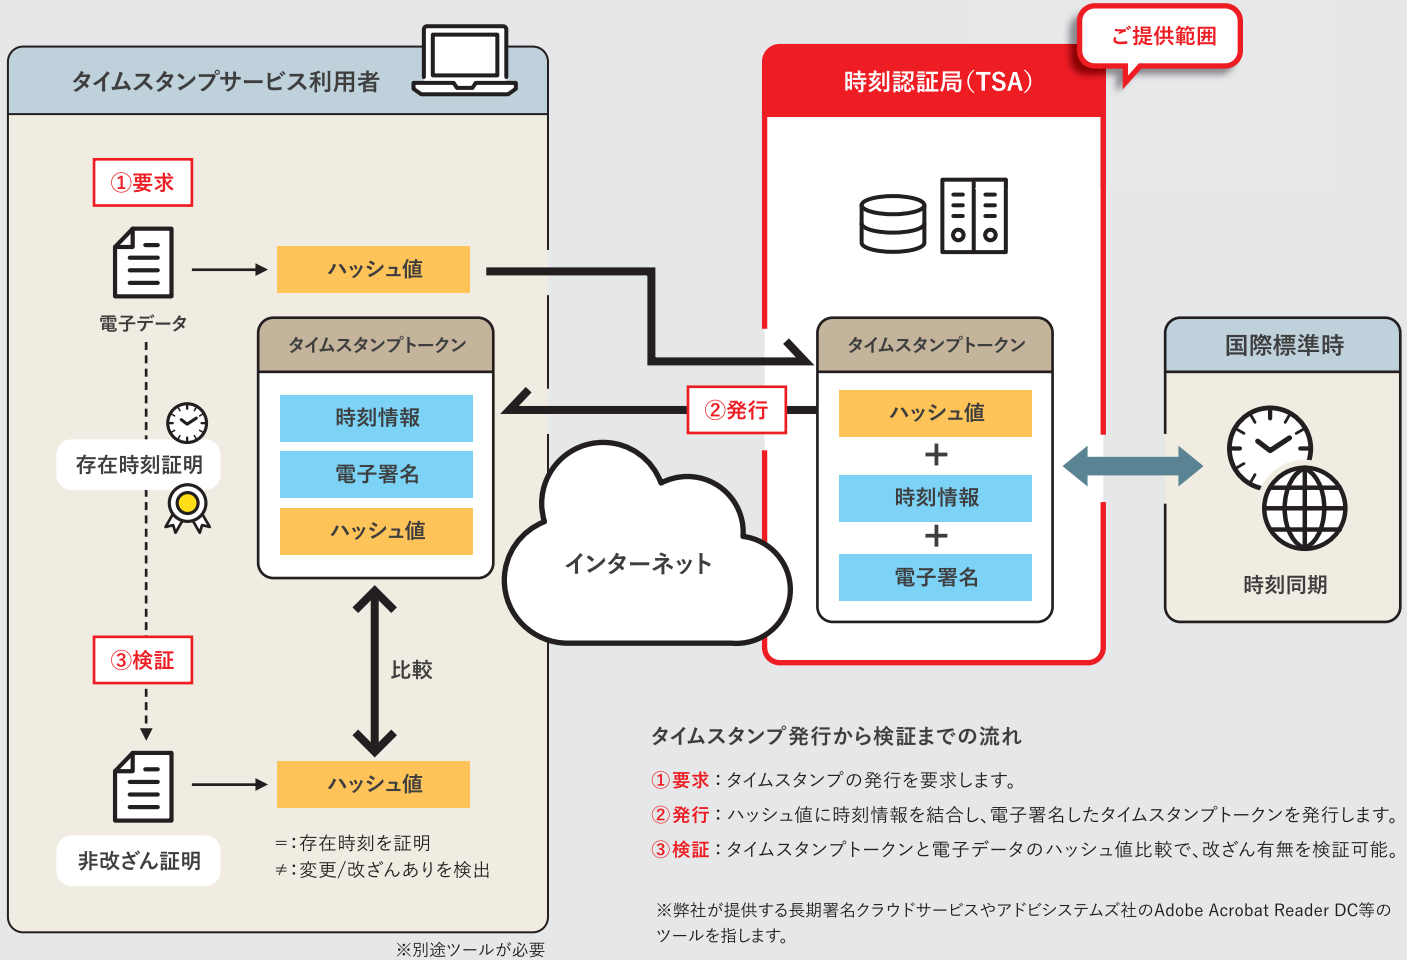 ご提供範囲
タイムスタンプサービス利用者
時刻認証局(TSA)
①要求
ハッシュ値
電子データ
タイムスタンプトークン
時刻情報
電子署名
ハッシュ値
存在時刻証明
②発行
インターネット
タイムスタンプトークン
ハッシュ値
+
時刻情報
+
電子署名
国際標準時
時刻同期
③検証
比較
ハッシュ値
非改ざん証明
=:存在時刻を証明
≠:変更/改ざんありを検出
※別途ツールが必要
タイムスタンプ発行から検証までの流れ
①要求:タイムスタンプの発行を要求します。
②発行:ハッシュ値に時刻情報を結合し、電子署名したタイムスタンプトークンを発行します。
③検証:タイムスタンプトークンと電子データのハッシュ値比較で、改ざん有無を検証可能。
※弊社が提供する長期署名クラウドサービスやアドビシステムズ社のAdobe Acrobat Reader DC等の
ツールを指します。